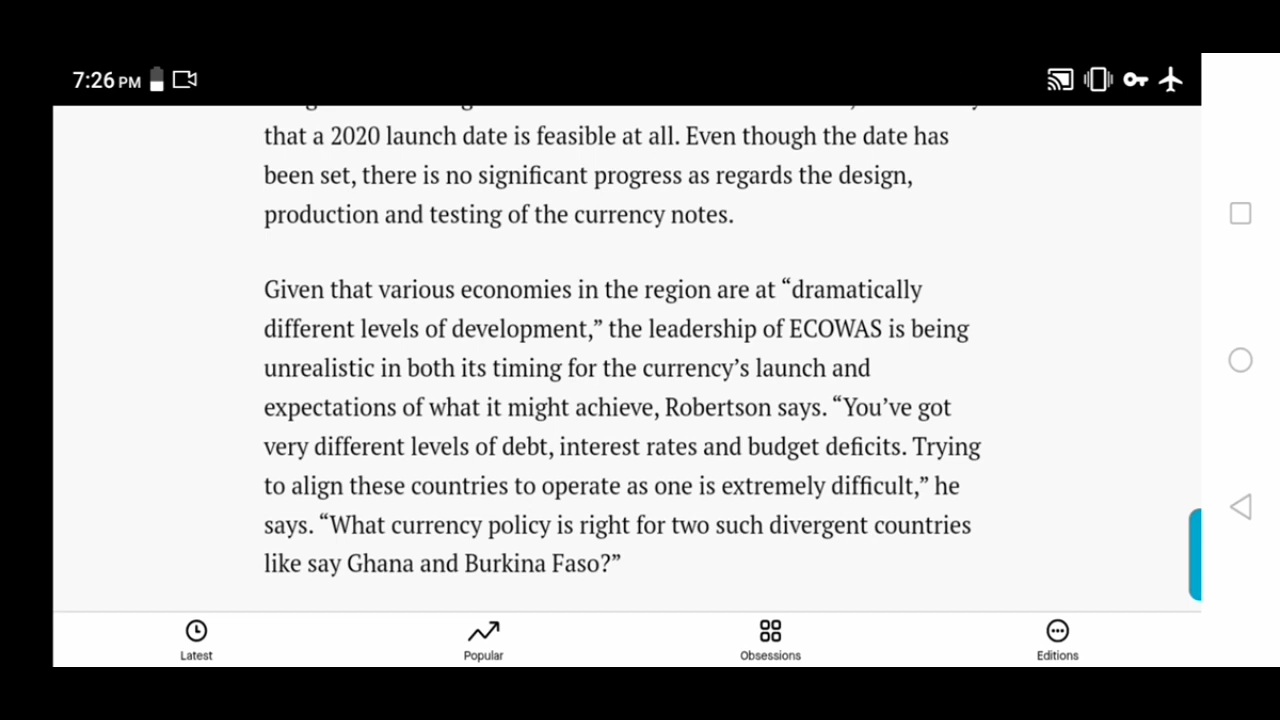 7:26 PM
that a 2020 launch date is feasible at all. Even though the date has
been set, there is no significant progress as regards the design,
production and testing of the currency notes.
Given that various economies in the region are at “dramatically
different levels of development,” the leadership of ECOWAS is being
unrealistic in both its timing for the currency’s launch and
expectations of what it might achieve, Robertson says. “You’ve got
very different levels of debt, interest rates and budget deficits. Trying
to align these countries to operate as one is extremely difficult,” he
says. “What currency policy is right for two such divergent countries
like say Ghana and Burkina Faso?”
Latest
Popular
Obsessions
Editions